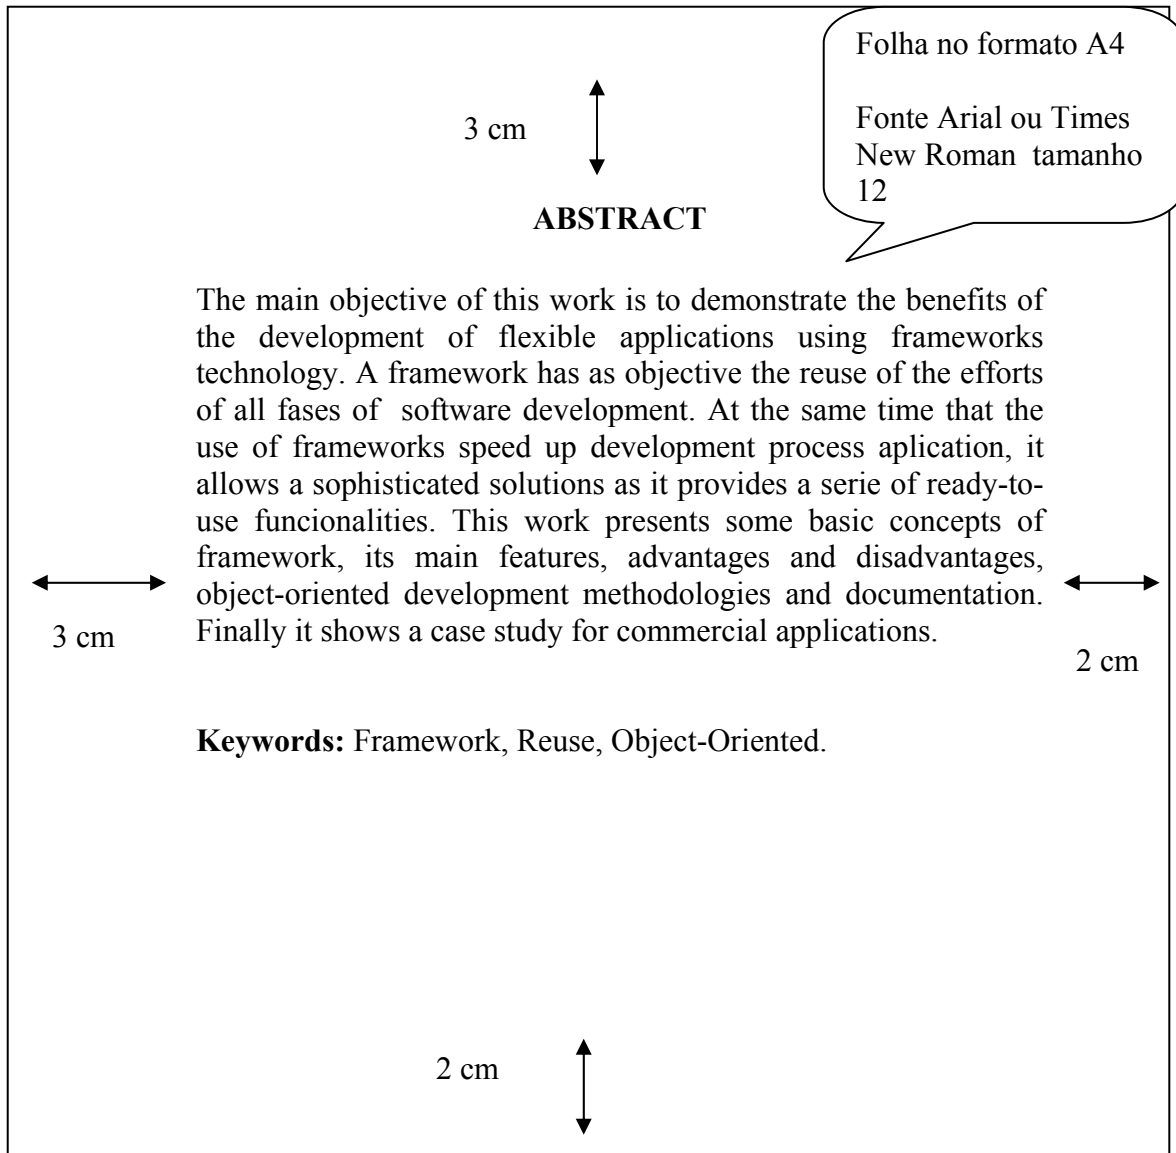 Folha no formato A4
Fonte Arial ou Times
New Roman tamanho
12
3 cm
ABSTRACT
The main objective of this work is to demonstrate the benefits of
the development of flexible applications using frameworks
technology. A framework has as objective the reuse of the efforts
of all fases of software development. At the same time that the
use of frameworks speed up development process aplication, it
allows a sophisticated solutions as it provides a serie of ready-to-
use funcionalities. This work presents some basic concepts of
framework, its main features, advantages and disadvantages,
object-oriented development methodologies and documentation.
Finally it shows a case study for commercial applications.
3 cm
2 cm
Keywords: Framework, Reuse, Object-Oriented.
2 cm